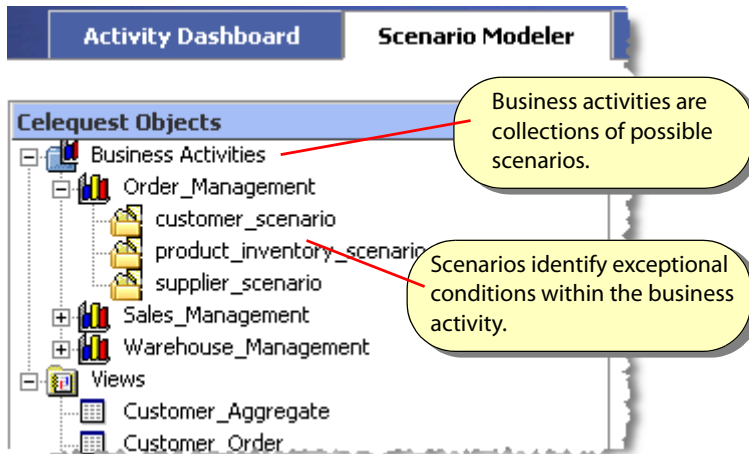 Activity Dashboard
Scenario Modeler
Celequest Objects
Business Activities
Order_Management
customer_scenario
product_inventory_scenario
supplier_scenario
Sales_Management
Warehouse_Management
Views
Customer_Aggregate
Customer_Order
Business activities are
collections of possible
scenarios.
Scenarios identify exceptional
conditions within the business
activity.